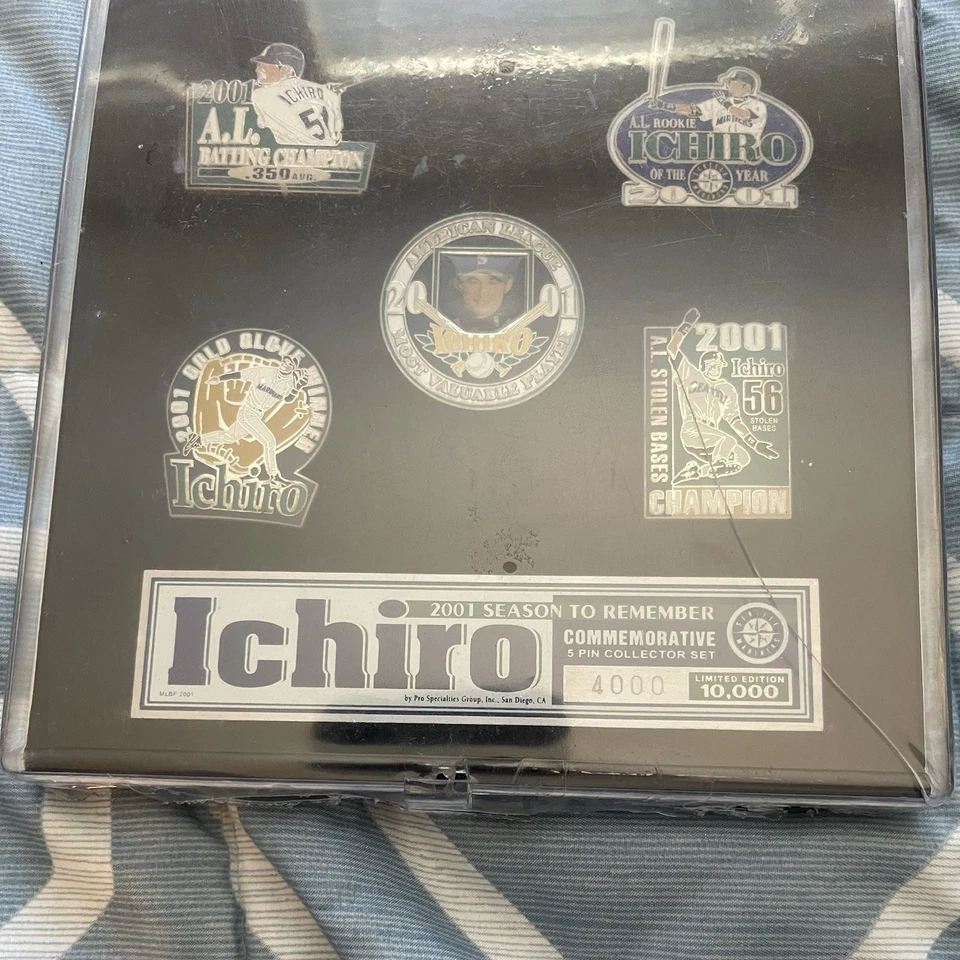 2001
ICHIRO
51
A.L.
BATTING CHAMPION
.350 AVG.
A.L. ROOKIE
MARINERS
ICHIRO
OF THE YEAR
2001
AMERICAN LEAGUE
S
2001
ICHIRO
MOST VALUABLE PLAYER
2001 GOLD GLOVE WINNER
MARINERS
Ichiro
2001
Ichiro
56
STOLEN
BASES
A.L. STOLEN BASES
CHAMPION
Ichiro
2001 SEASON TO REMEMBER
COMMEMORATIVE
5 PIN COLLECTOR SET
4000
LIMITED EDITION
10,000
MLBP 2001
by Pro Specialties Group, Inc., San Diego, CA